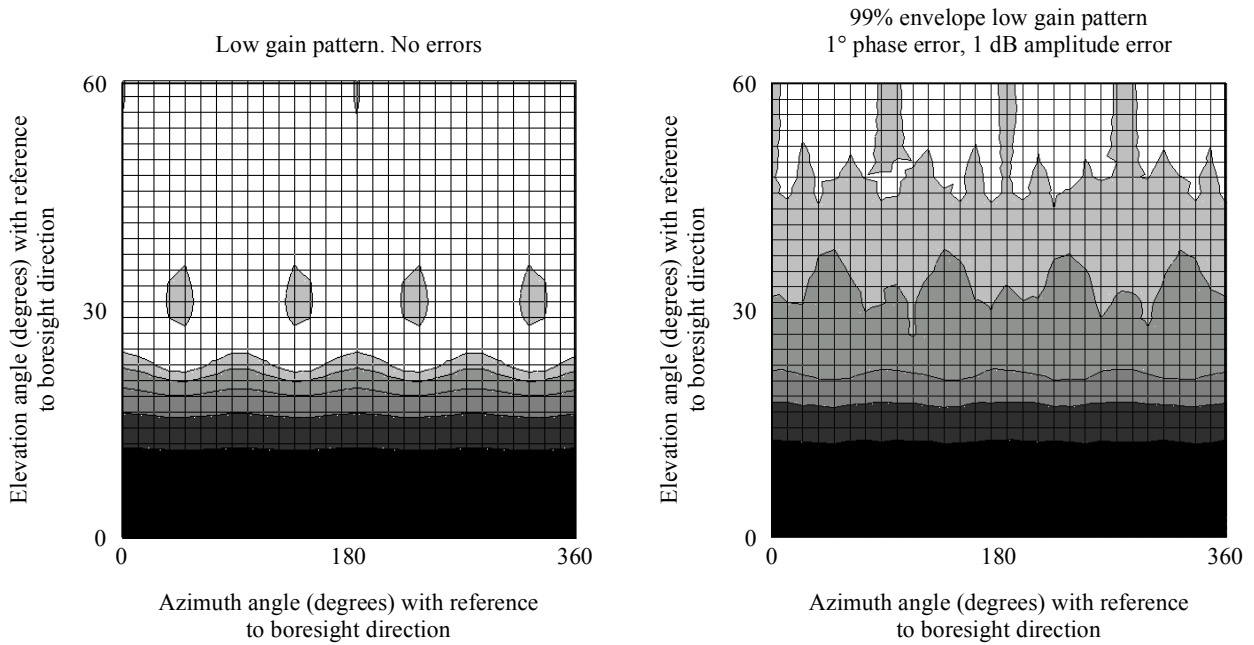 Low gain pattern. No errors
60
30
0
0
180
360
Elevation angle (degrees) with reference
to boresight direction
Azimuth angle (degrees) with reference
to boresight direction
99% envelope low gain pattern
1° phase error, 1 dB amplitude error
60
30
0
0
180
360
Elevation angle (degrees) with reference
to boresight direction
Azimuth angle (degrees) with reference
to boresight direction